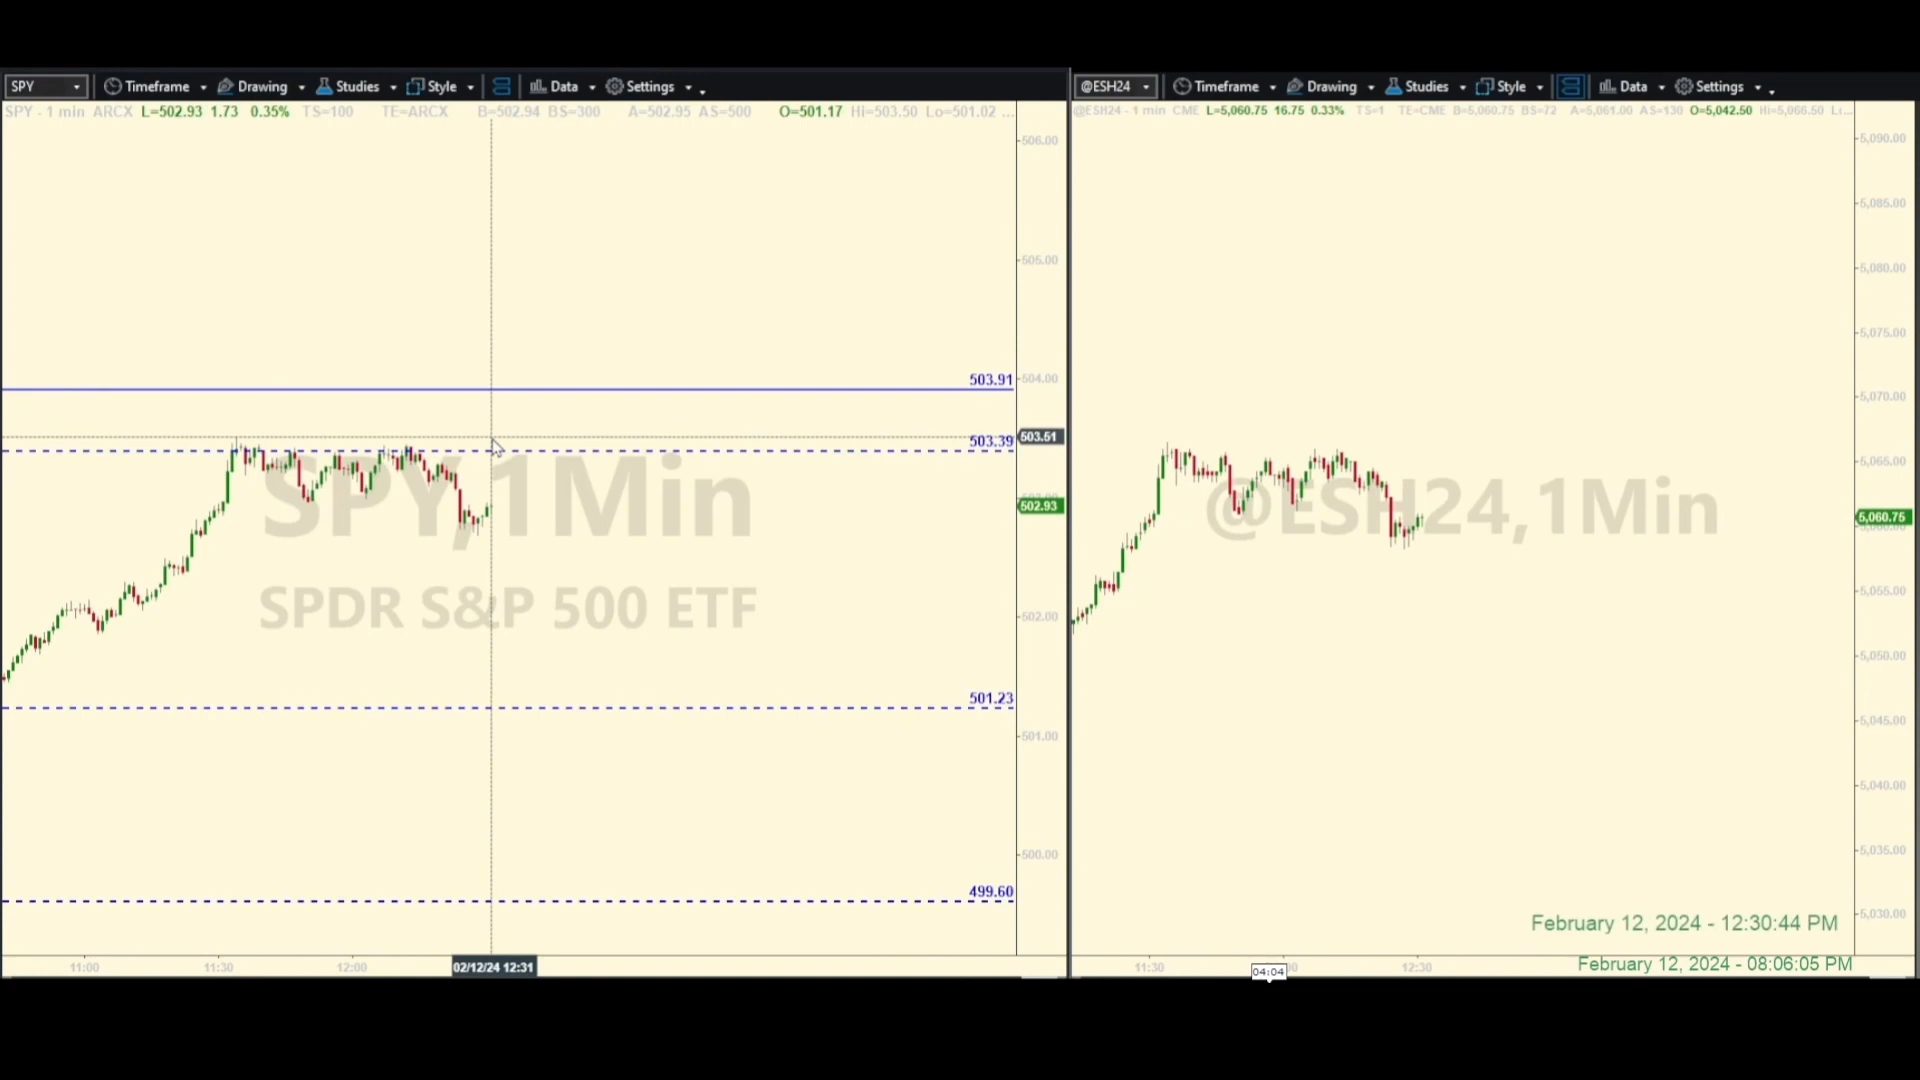 SPY Timeframe Drawing Studies Style Data Settings
SPY - 1 min ARCX L=502.93 1.73 0.35% TS=100 TE=ARCX B=502.94 BS=300 A=502.95 AS=500 O=501.17 Hi=503.50 Lo=501.02 ...
506.00
505.00
504.00
503.91
503.51
503.39
502.93
SPY,1Min
SPDR S&P 500 ETF
502.00
501.23
501.00
500.00
499.60
11:00 11:30 12:00 02/12/24 12:31
@ESH24 Timeframe Drawing Studies Style Data Settings
@ESH24 - 1 min CME L=5,060.75 16.75 0.33% TS=1 TE=CME B=5,060.75 BS=72 A=5,061.00 AS=130 O=5,042.50 Hi=5,066.50
5,090.00
5,085.00
5,080.00
5,075.00
5,070.00
5,065.00
@ESH24,1Min
5,060.75
5,055.00
5,050.00
5,045.00
5,040.00
5,035.00
5,030.00
February 12, 2024 - 12:30:44 PM
11:30 04:04 12:30
February 12, 2024 - 08:06:05 PM